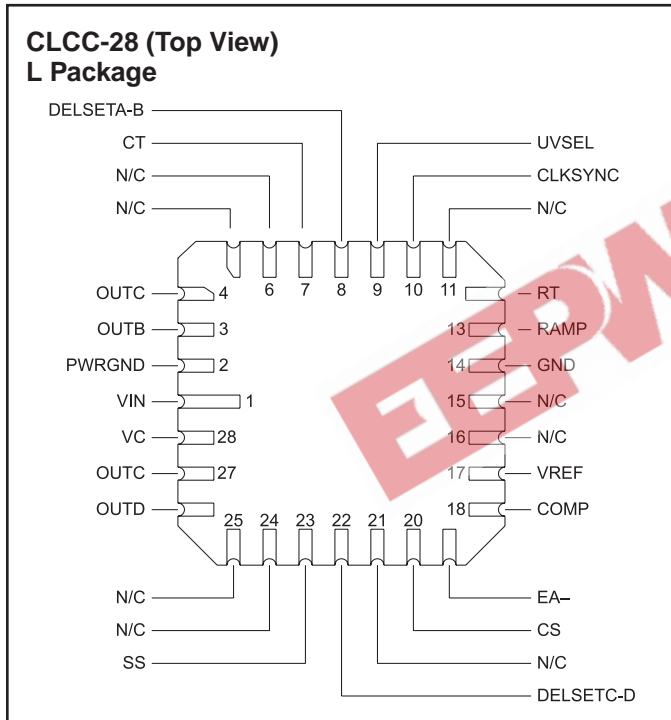 CLCC-28 (Top View)
L Package
DELSETA-B
CT
N/C
N/C
UVSEL
CLKSYNC
N/C
6 7 8 9 10 11
OUTC 4
OUTB 3
PWRGND 2
VIN 1
VC 28
OUTC 27
OUTD
RT
13 RAMP
14 GND
15 N/C
16 N/C
17 VREF
18 COMP
25 24 23 22 21 20
N/C
N/C
SS
EA–
CS
N/C
DELSETC-D
EEPW